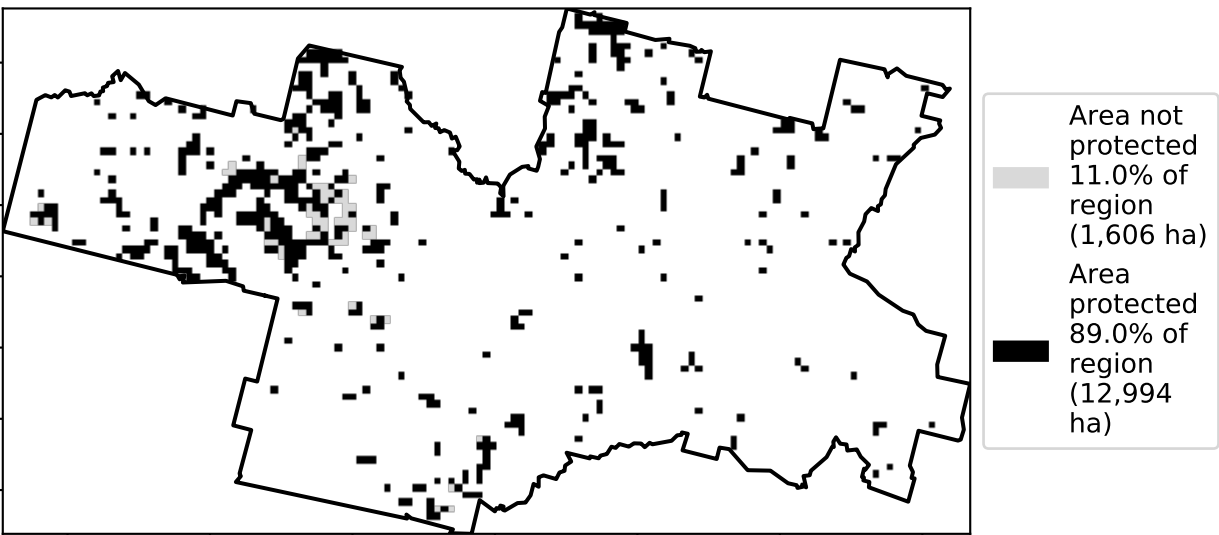 Area not
protected
11.0% of
region
(1,606 ha)
Area
protected
89.0% of
region
(12,994
ha)